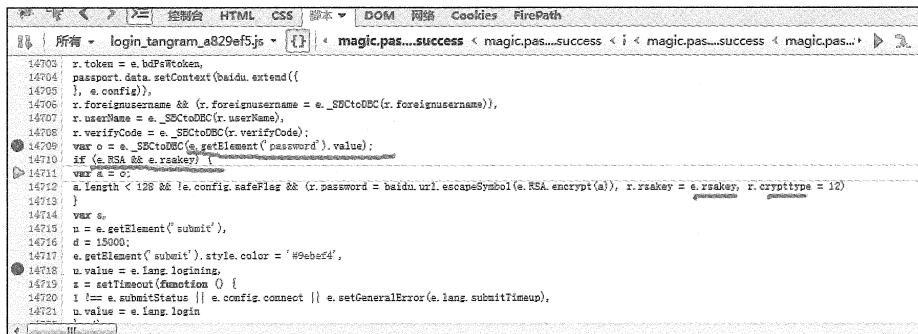 控制台 HTML CSS 脚本 DOM 网络 Cookies FirePath
所有 login_tangram_a829ef5.js {} magic.pas....success < magic.pas....success < i < magic.pas....success < magic.pas...
14703 r.token = e.bdPsWtoken,
14704 passport.data.setContext(baidu.extend({
14705 }, e.config)),
14706 r.foreignusername && (r.foreignusername = e._SBCtoDBC(r.foreignusername)),
14707 r.userName = e._SBCtoDBC(r.userName),
14708 r.verifyCode = e._SBCtoDBC(r.verifyCode);
14709 var o = e._SBCtoDBC(e.getElement('password').value);
14710 if (e.RSA && e.rsakey) {
14711 var a = o;
14712 a.length < 128 && !e.config.safeFlag && (r.password = baidu.url.escapeSymbol(e.RSA.encrypt(a)), r.rsakey = e.rsakey, r.crypttype = 12)
14713 }
14714 var s,
14715 u = e.getElement('submit'),
14716 d = 15000;
14717 e.getElement('submit').style.color = '#9ebef4',
14718 u.value = e.lang.logining,
14719 s = setTimeout(function () {
14720 1 !== e.submitStatus || e.config.connect || e.setGeneralError(e.lang.submitTimeup),
14721 u.value = e.lang.login